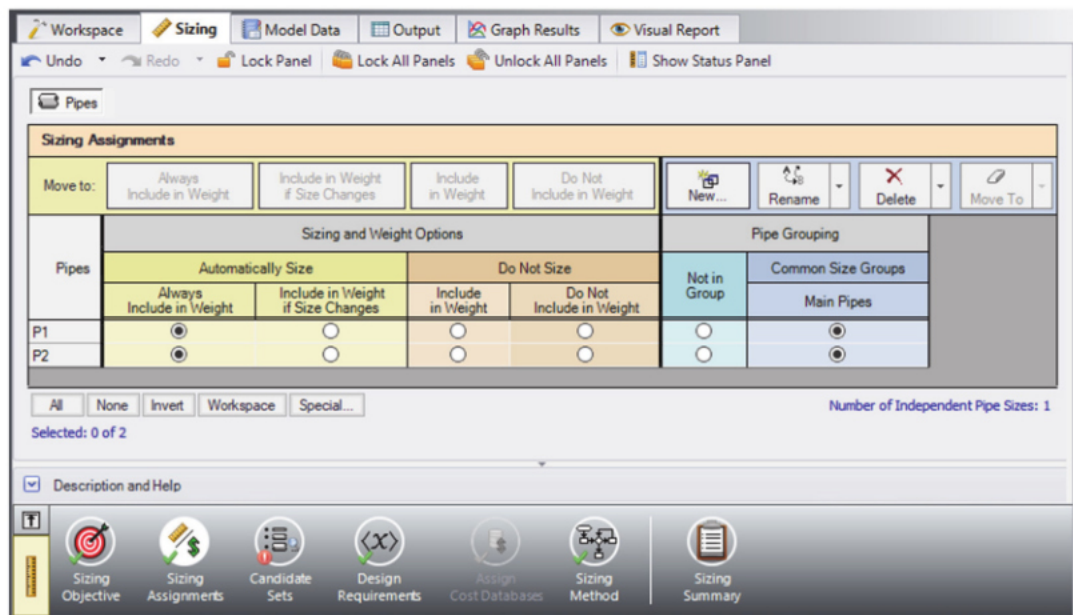 Workspace Sizing Model Data Output Graph Results Visual Report
Undo Redo Lock Panel Lock All Panels Unlock All Panels Show Status Panel
Pipes
Sizing Assignments
Move to:
Always
Include in Weight
Include in Weight
if Size Changes
Include
in Weight
Do Not
Include in Weight
New...
Rename
Delete
Move To
Pipes
Sizing and Weight Options
Pipe Grouping
Automatically Size
Do Not Size
Not in
Group
Common Size Groups
Always
Include in Weight
Include in Weight
if Size Changes
Include
in Weight
Do Not
Include in Weight
Main Pipes
P1
P2
All None Invert Workspace Special...
Number of Independent Pipe Sizes: 1
Selected: 0 of 2
Description and Help
Sizing
Objective
Sizing
Assignments
Candidate
Sets
Design
Requirements
Assign
Cost Databases
Sizing
Method
Sizing
Summary